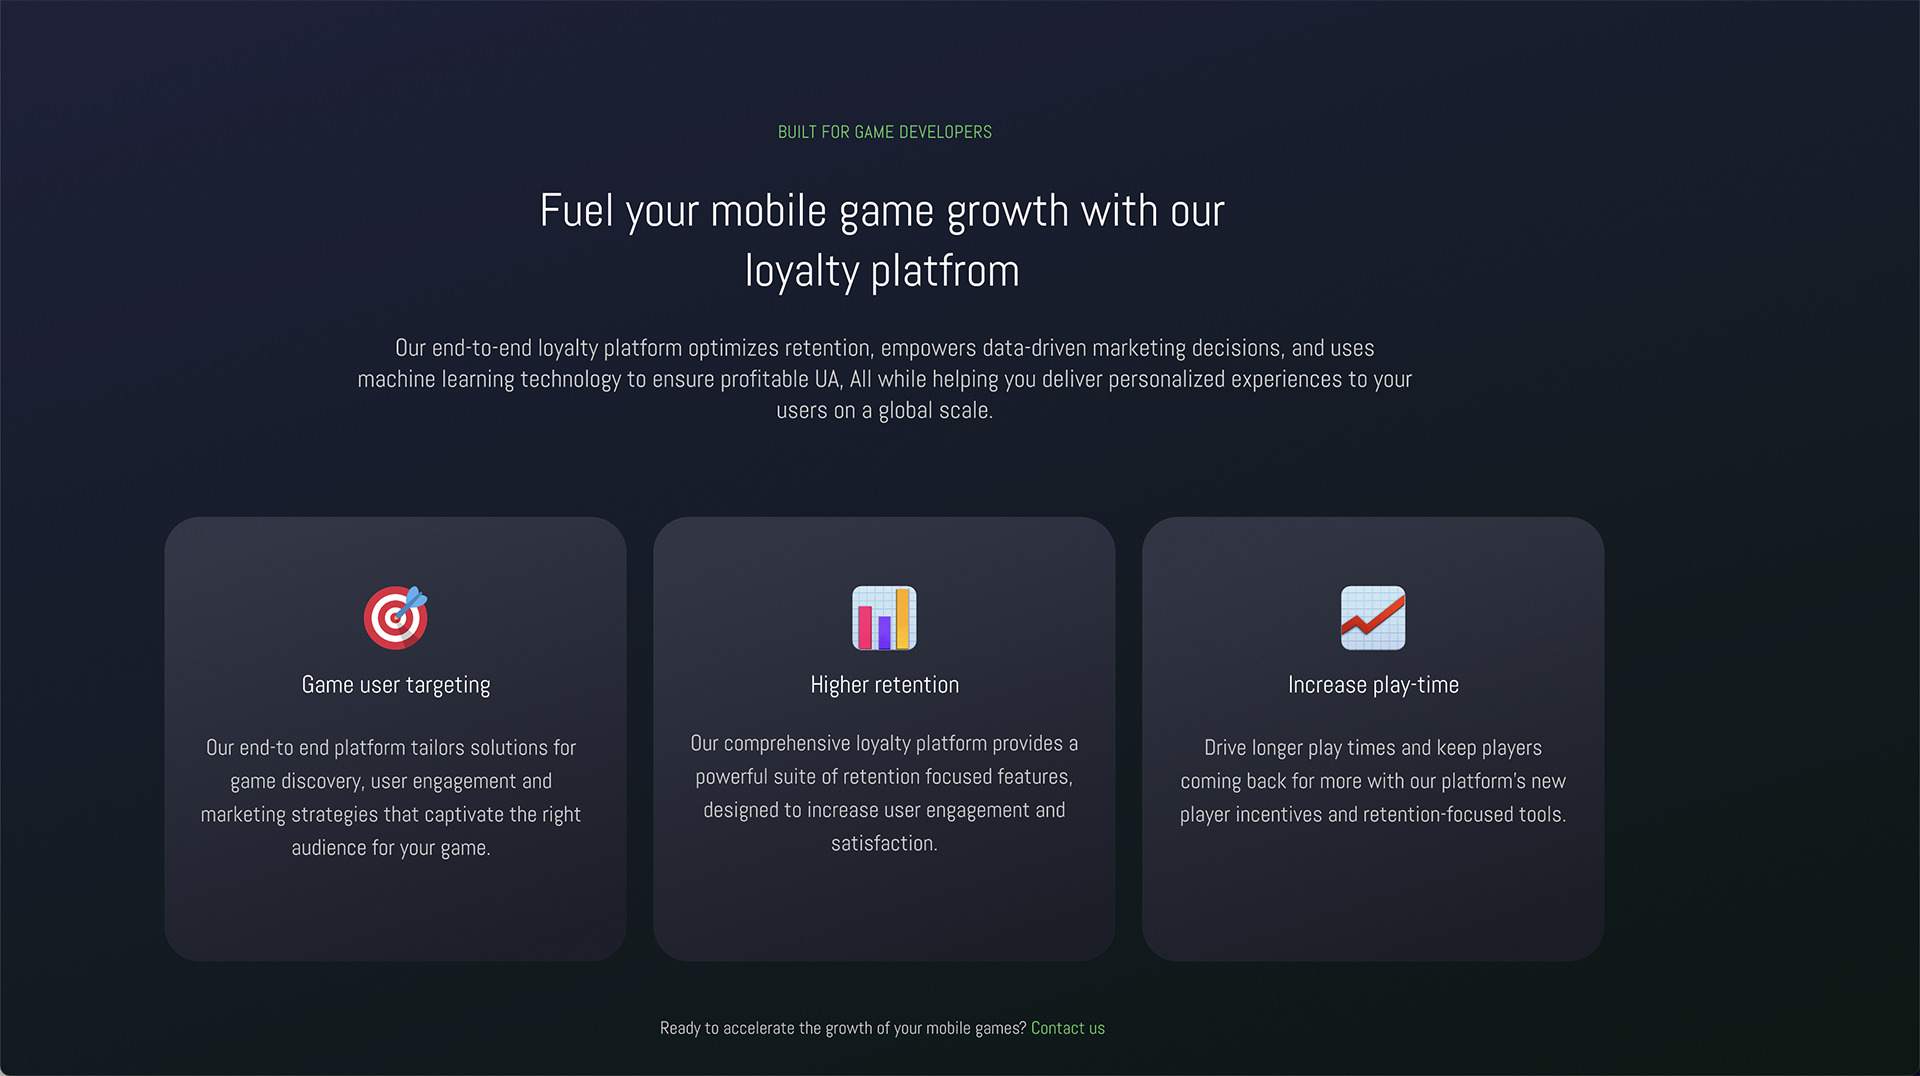 BUILT FOR GAME DEVELOPERS
Fuel your mobile game growth with our
loyalty platfrom
Our end-to-end loyalty platform optimizes retention, empowers data-driven marketing decisions, and uses
machine learning technology to ensure profitable UA, All while helping you deliver personalized experiences to your
users on a global scale.
Game user targeting
Our end-to end platform tailors solutions for
game discovery, user engagement and
marketing strategies that captivate the right
audience for your game.
Higher retention
Our comprehensive loyalty platform provides a
powerful suite of retention focused features,
designed to increase user engagement and
satisfaction.
Increase play-time
Drive longer play times and keep players
coming back for more with our platform's new
player incentives and retention-focused tools.
Ready to accelerate the growth of your mobile games? Contact us